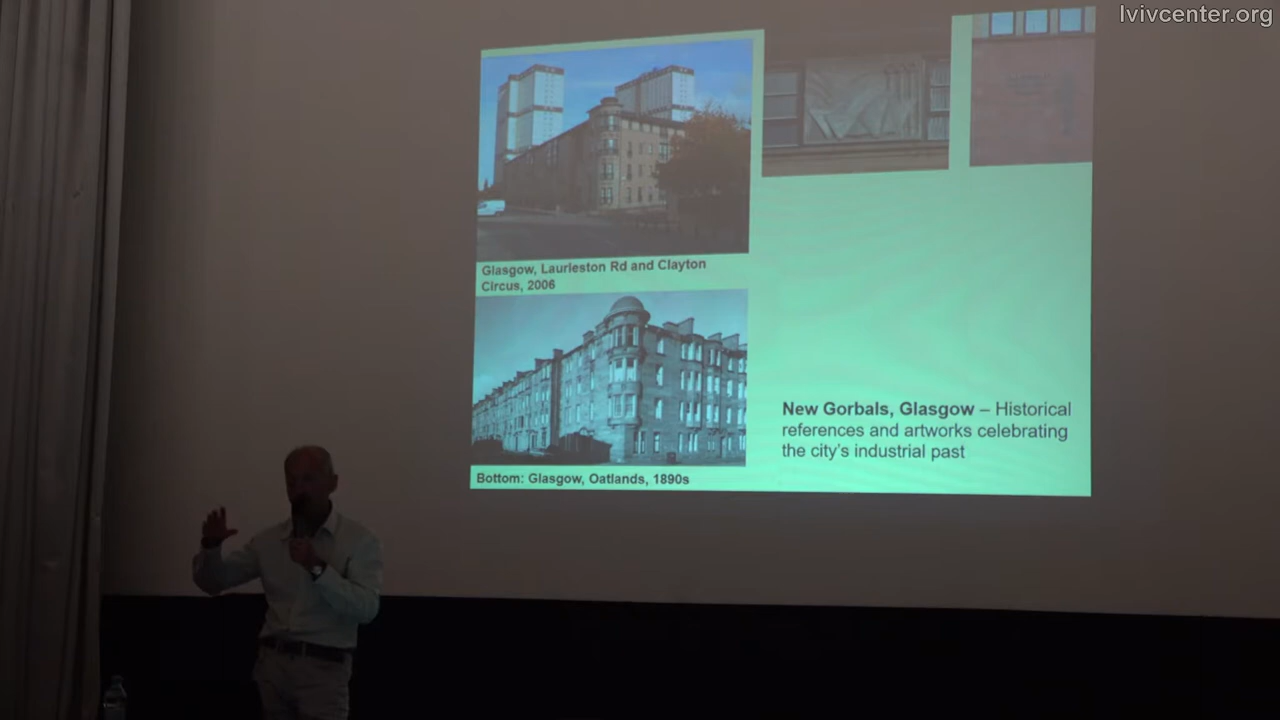 lvivcenter.org
Glasgow, Laurieston Rd and Clayton
Circus, 2006
Bottom: Glasgow, Oatlands, 1890s
New Gorbals, Glasgow – Historical
references and artworks celebrating
the city's industrial past